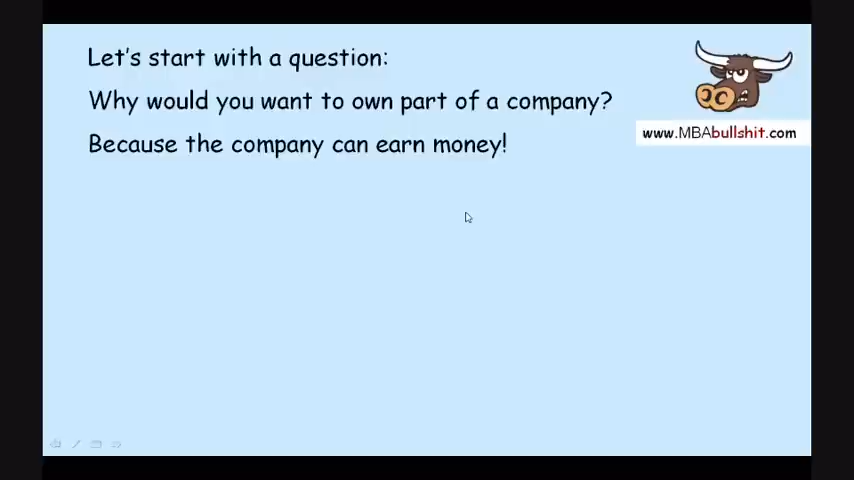 Let's start with a question:
Why would you want to own part of a company?
Because the company can earn money!
www.MBAbullshit.com